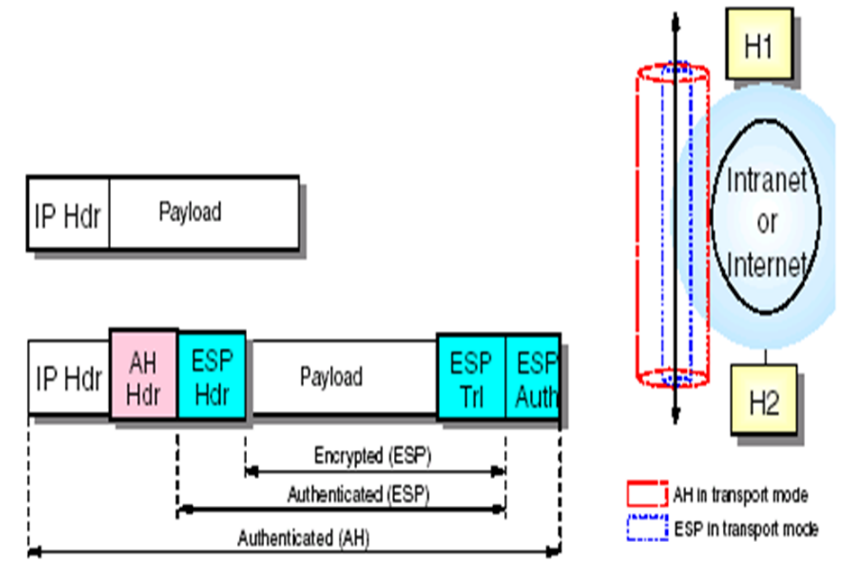 IP Hdr
Payload
IP Hdr
AH
Hdr
ESP
Hdr
Payload
ESP
Trl
ESP
Auth
Encrypted (ESP)
Authenticated (ESP)
Authenticated (AH)
H1
Intranet
or
Internet
H2
AH in transport mode
ESP in transport mode